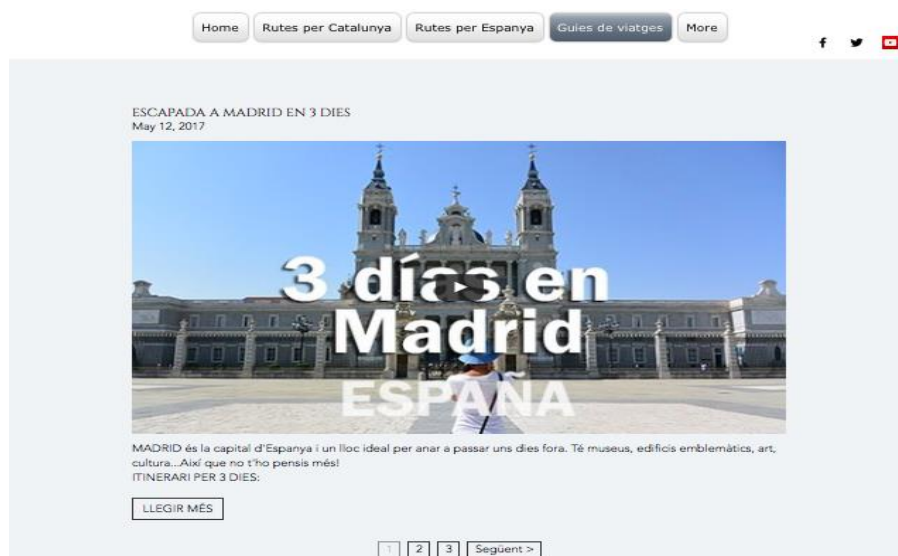 Home Rutes per Catalunya Rutes per Espanya Guies de viatges More
ESCAPADA A MADRID EN 3 DIES
May 12, 2017
3 días en
Madrid
ESPAÑA
MADRID és la capital d'Espanya i un lloc ideal per anar a passar uns dies fora. Té museus, edificis emblemàtics, art,
cultura...Així que no t'ho pensis més!
ITINERARI PER 3 DIES:
LLEGIR MÉS
1 2 3 Següent >